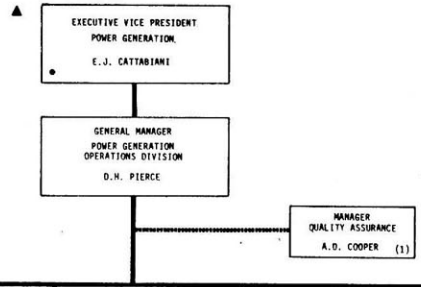 EXECUTIVE VICE PRESIDENT
POWER GENERATION
E.J. CATTABIANI
GENERAL MANAGER
POWER GENERATION
OPERATIONS DIVISION
D.H. PIERCE
MANAGER
QUALITY ASSURANCE
A.D. COOPER (1)